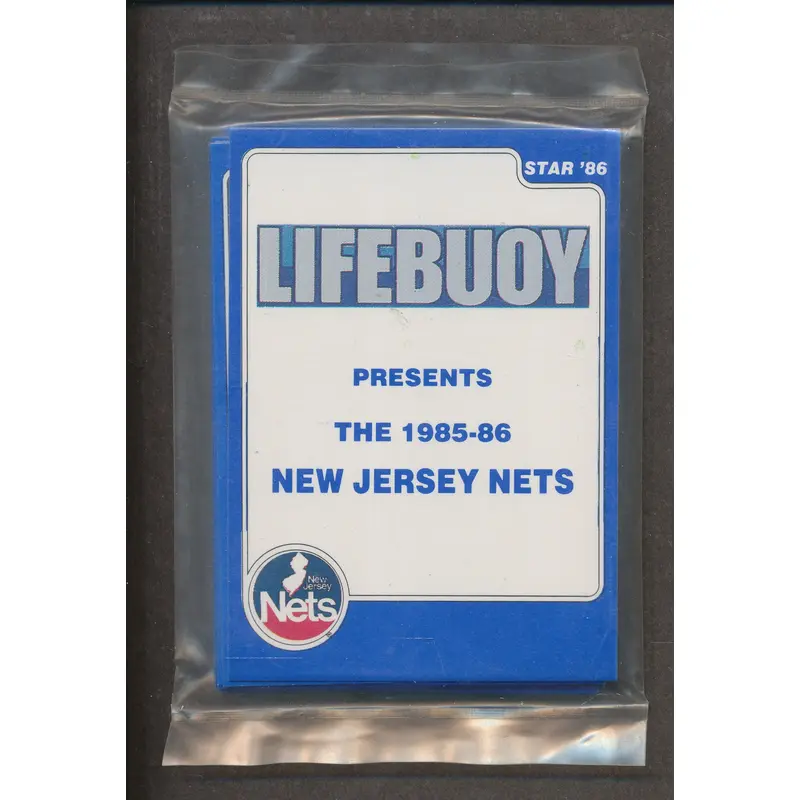 STAR '86
LIFEBUOY
PRESENTS
THE 1985-86
NEW JERSEY NETS
New
Jersey
Nets